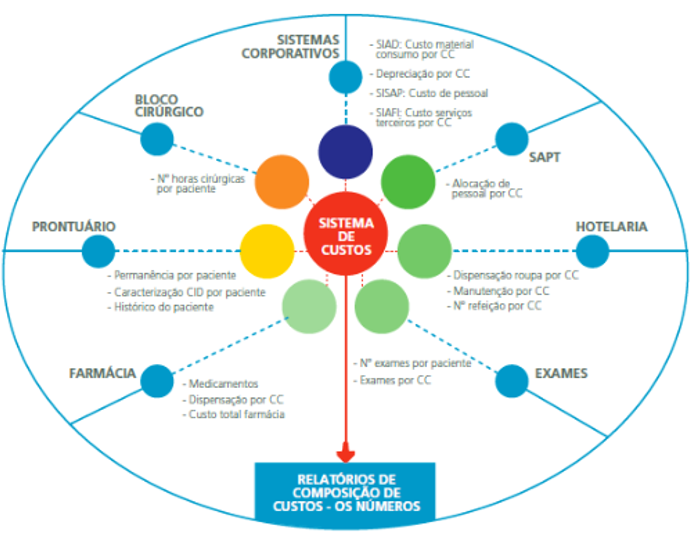 SISTEMAS
CORPORATIVOS
- SIAD: Custo material
consumo por CC
- Depreciação por CC
- SISAP: Custo de pessoal
- SIAFI: Custo serviços
terceiros por CC
BLOCO
CIRÚRGICO
- Nº horas cirúrgicas
por paciente
SAPT
- Alocação de
pessoal por CC
PRONTUÁRIO
- Permanência por paciente
- Caracterização CID por paciente
- Histórico do paciente
SISTEMA
DE
CUSTOS
HOTELARIA
- Dispensação roupa por CC
- Manutenção por CC
- Nº refeição por CC
FARMÁCIA
- Medicamentos
- Dispensação por CC
- Custo total farmácia
- Nº exames por paciente
- Exames por CC
EXAMES
RELATÓRIOS DE
COMPOSIÇÃO DE
CUSTOS - OS NÚMEROS